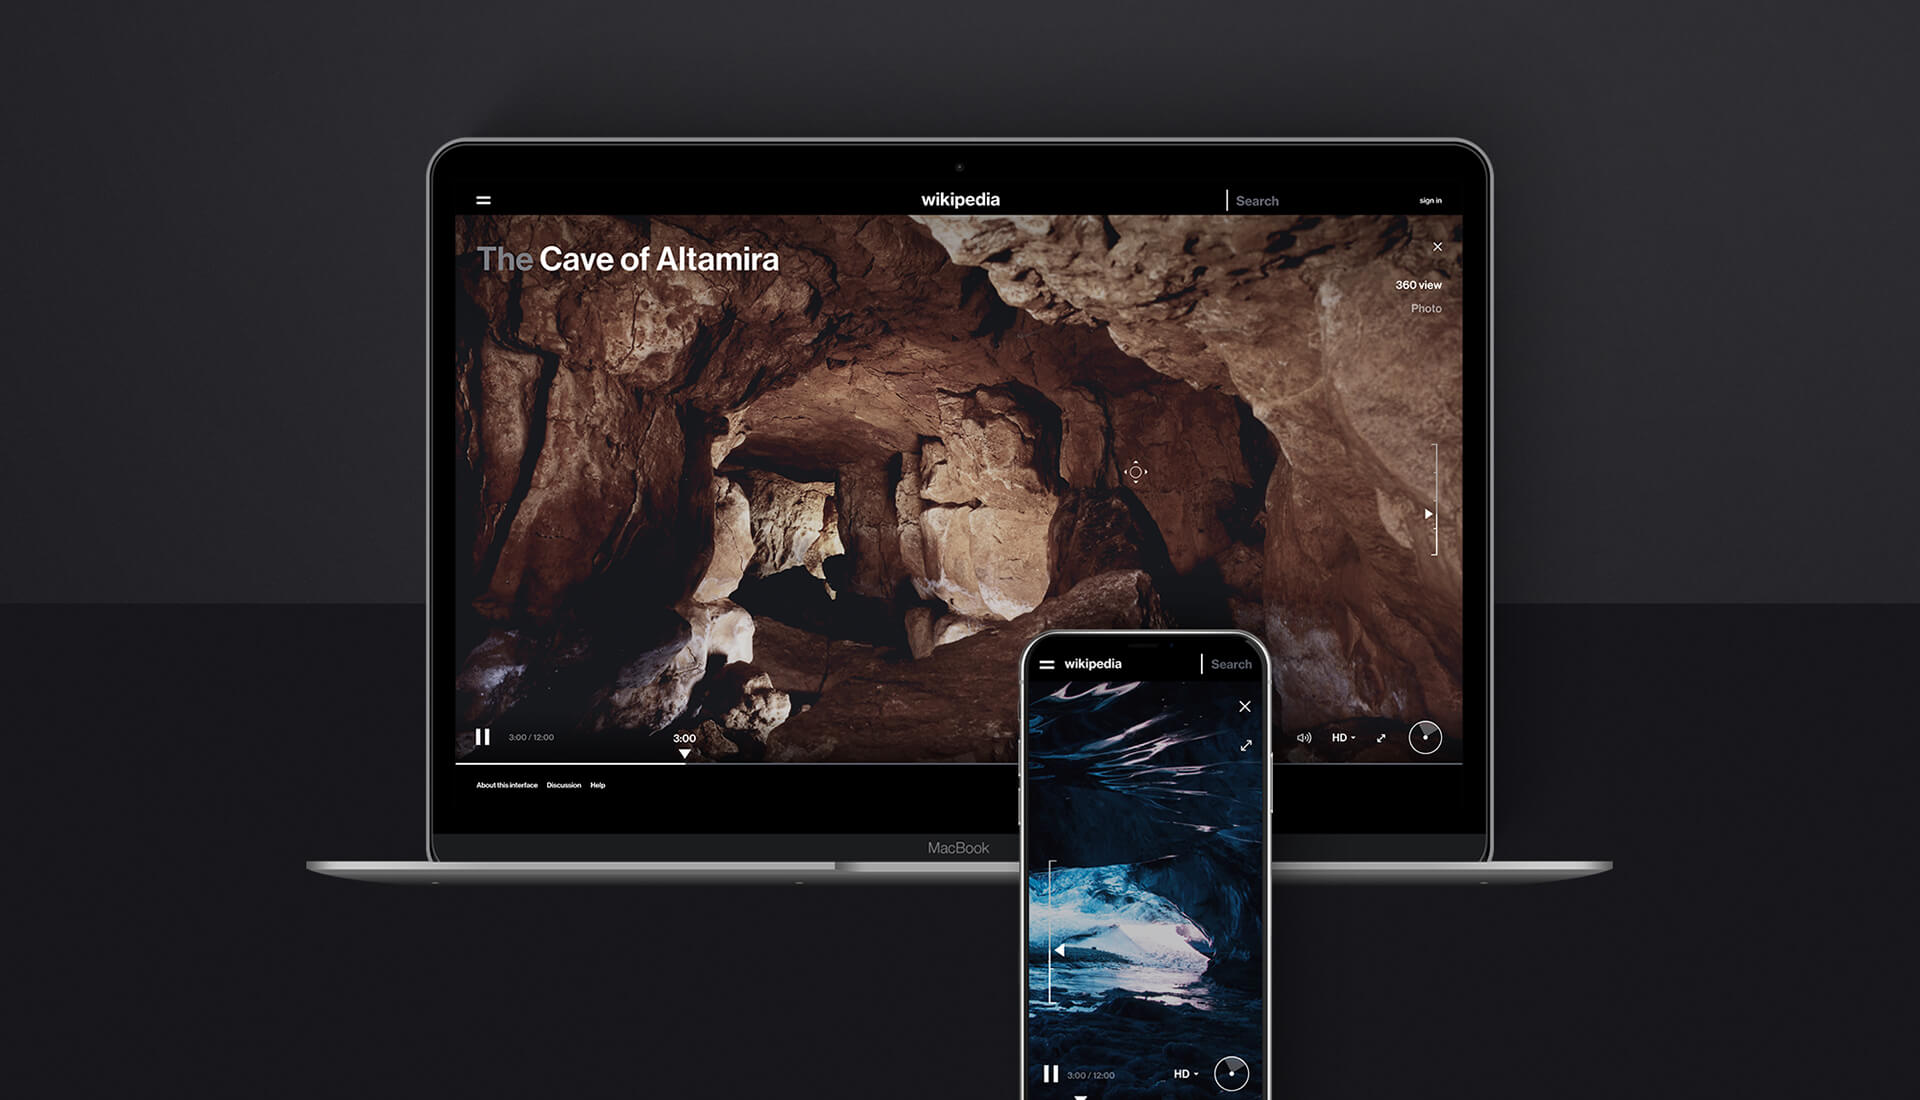 wikipedia
Search
sign in
The Cave of Altamira
360 view
Photo
3:00 / 12:00
3:00
HD
About this interface Discussion Help
MacBook
wikipedia
Search
3:00 / 12:00
HD